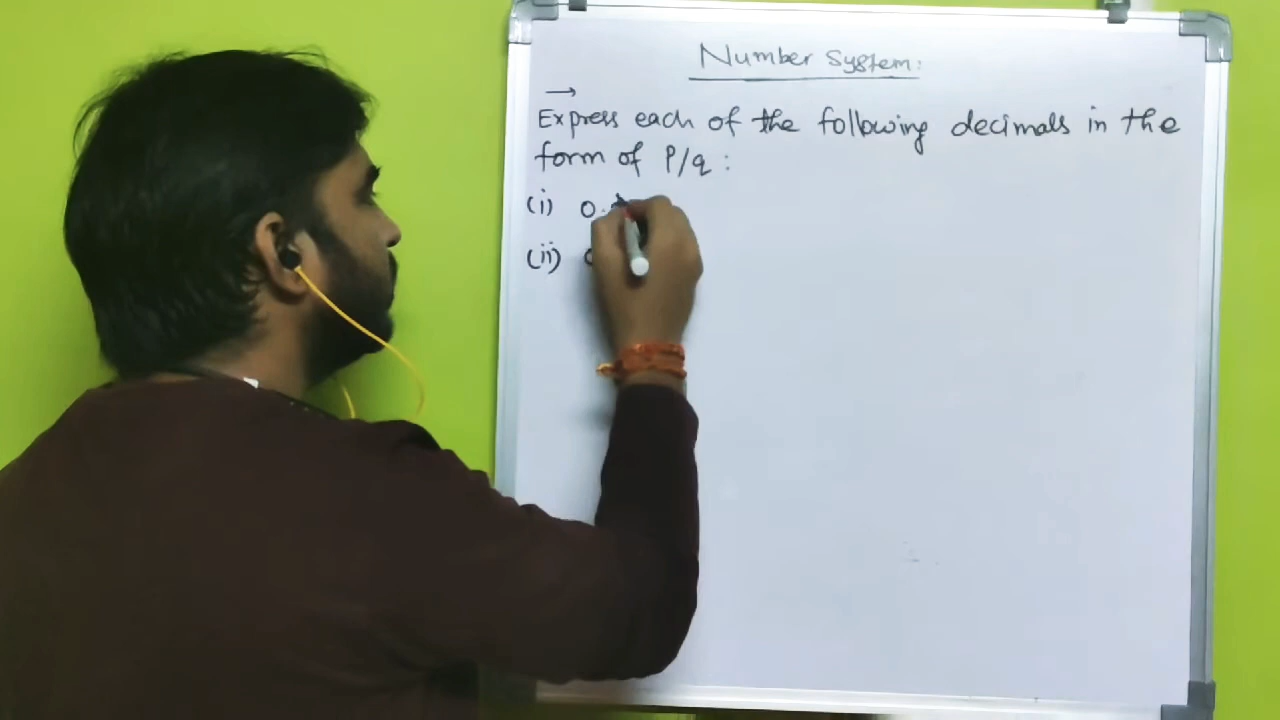 Number System:
Express each of the following decimals in the
form of P/q :
(i) 0.
(ii)